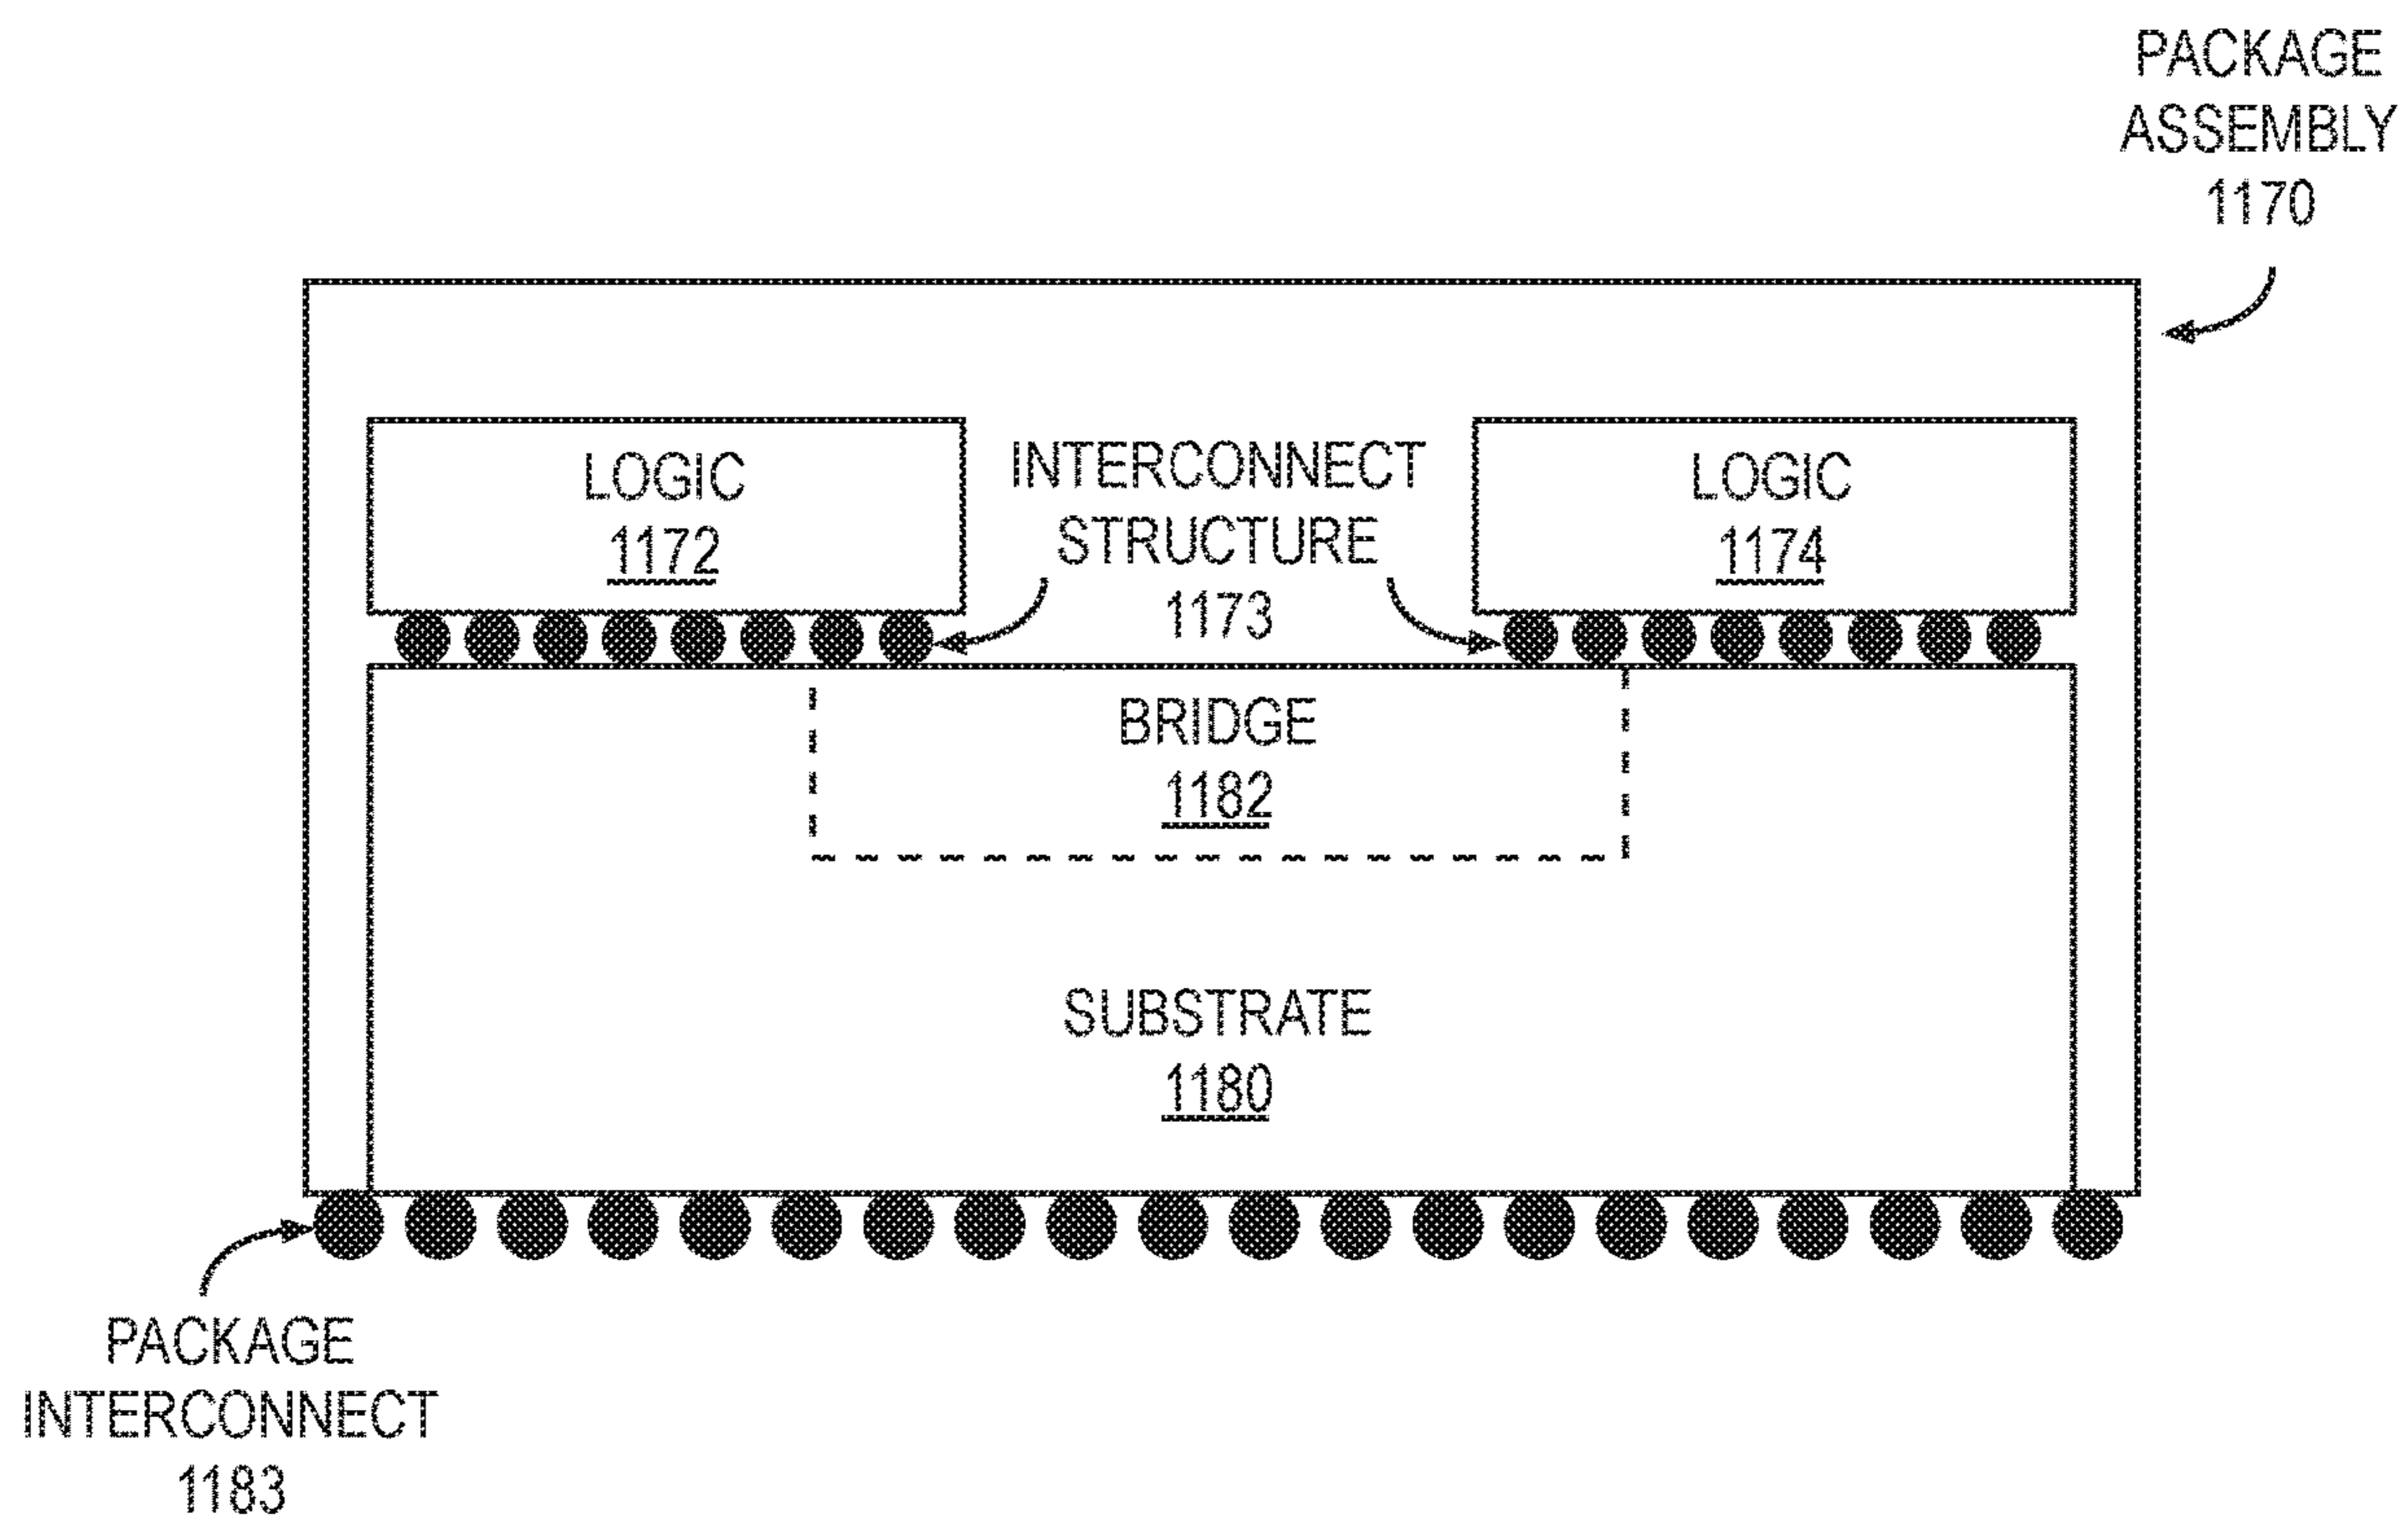 PACKAGE
ASSEMBLY
1170
LOGIC
1172
INTERCONNECT
STRUCTURE
1173
LOGIC
1174
BRIDGE
1182
SUBSTRATE
1180
PACKAGE
INTERCONNECT
1183